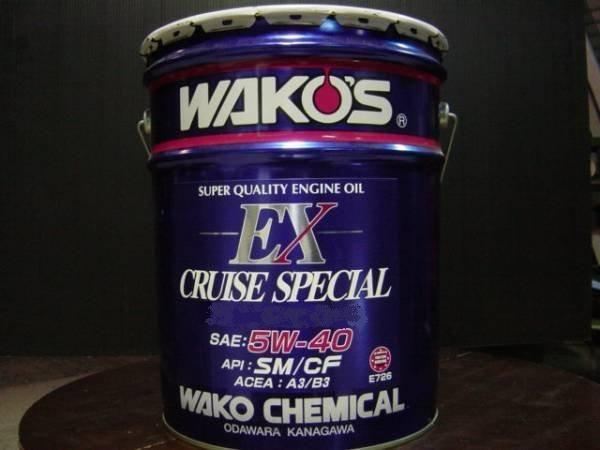 WAKO'S®
SUPER QUALITY ENGINE OIL
EX
CRUISE SPECIAL
SAE:5W-40
API:SM/CF
ACEA:A3/B3
E726
WAKO CHEMICAL
ODAWARA KANAGAWA